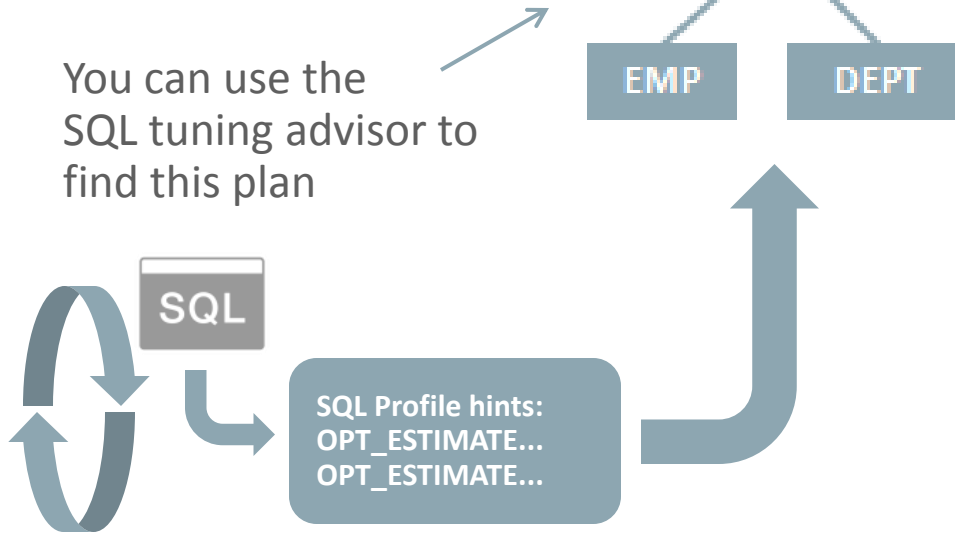 EMP
DEPT
You can use the
SQL tuning advisor to
find this plan
SQL
SQL Profile hints:
OPT_ESTIMATE...
OPT_ESTIMATE...